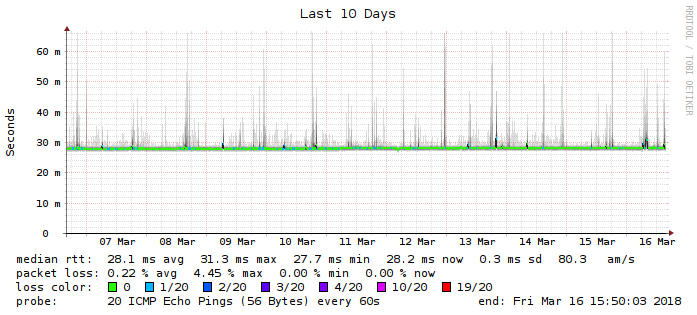 Last 10 Days
RRDTOOL / TOBI OETIKER
Seconds
60 m
50 m
40 m
30 m
20 m
10 m
0
07 Mar 08 Mar 09 Mar 10 Mar 11 Mar 12 Mar 13 Mar 14 Mar 15 Mar 16 Mar
median rtt: 28.1 ms avg 31.3 ms max 27.7 ms min 28.2 ms now 0.3 ms sd 80.3 am/s
packet loss: 0.22 % avg 4.45 % max 0.00 % min 0.00 % now
loss color: 0 1/20 2/20 3/20 4/20 10/20 19/20
probe: 20 ICMP Echo Pings (56 Bytes) every 60s end: Fri Mar 16 15:50:03 2018